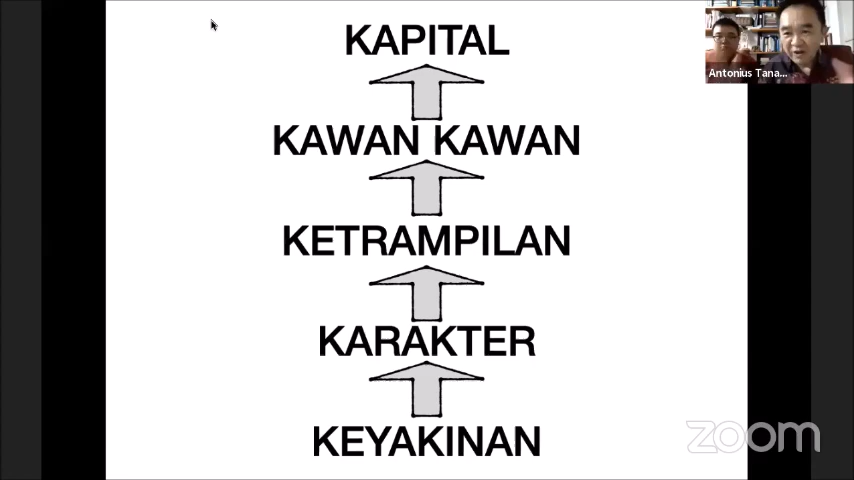 KAPITAL
Antonius Tana...
KAWAN KAWAN
KETRAMPILAN
KARAKTER
KEYAKINAN
zoom